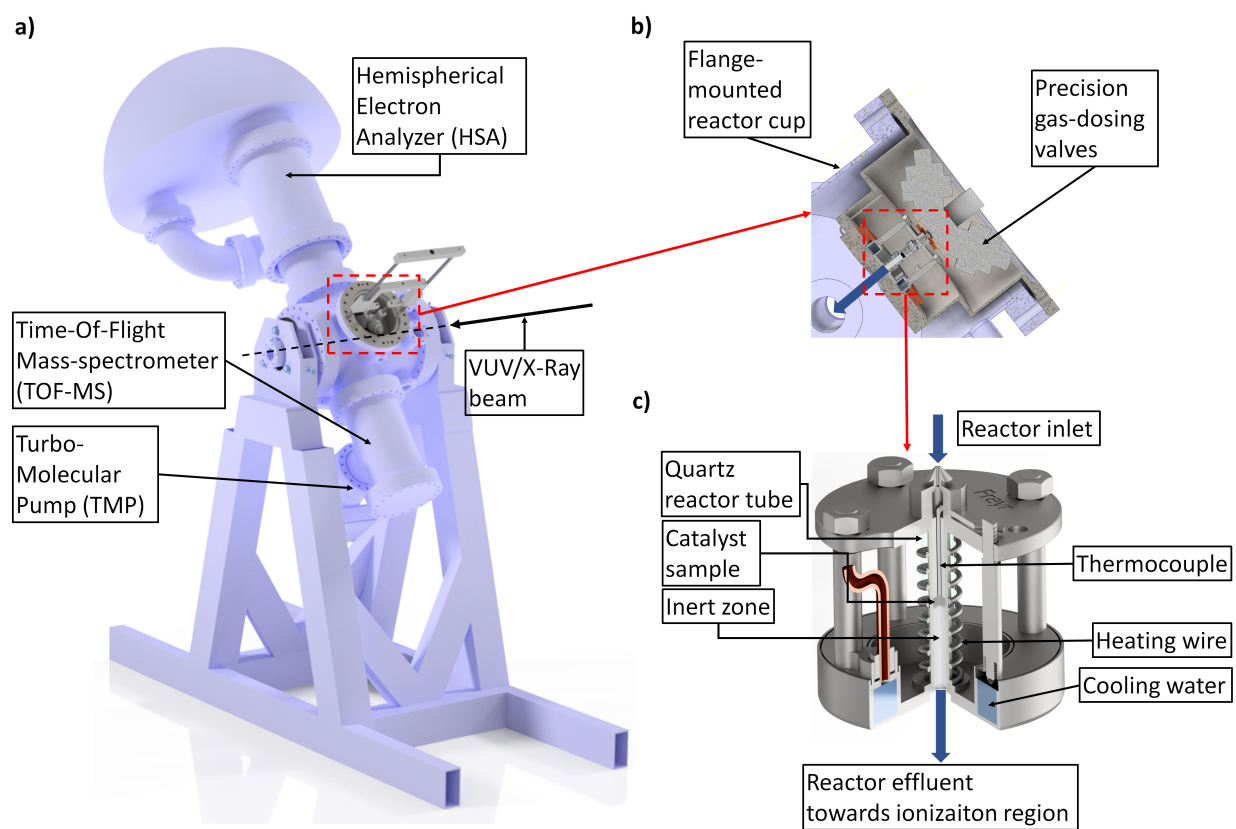 a)
Hemispherical
Electron
Analyzer (HSA)
Time-Of-Flight
Mass-spectrometer
(TOF-MS)
Turbo-
Molecular
Pump (TMP)
VUV/X-Ray
beam
b)
Flange-
mounted
reactor cup
Precision
gas-dosing
valves
c)
Reactor inlet
Quartz
reactor tube
Catalyst
sample
Inert zone
Freyr
Thermocouple
Heating wire
Cooling water
Reactor effluent
towards ionizaiton region